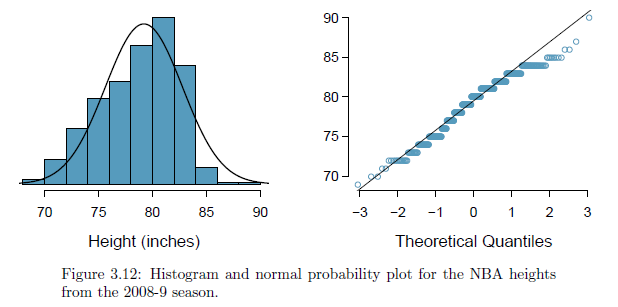 70 75 80 85 90
Height (inches)
90
85
80
75
70
−3 −2 −1 0 1 2 3
Theoretical Quantiles
Figure 3.12: Histogram and normal probability plot for the NBA heights
from the 2008-9 season.